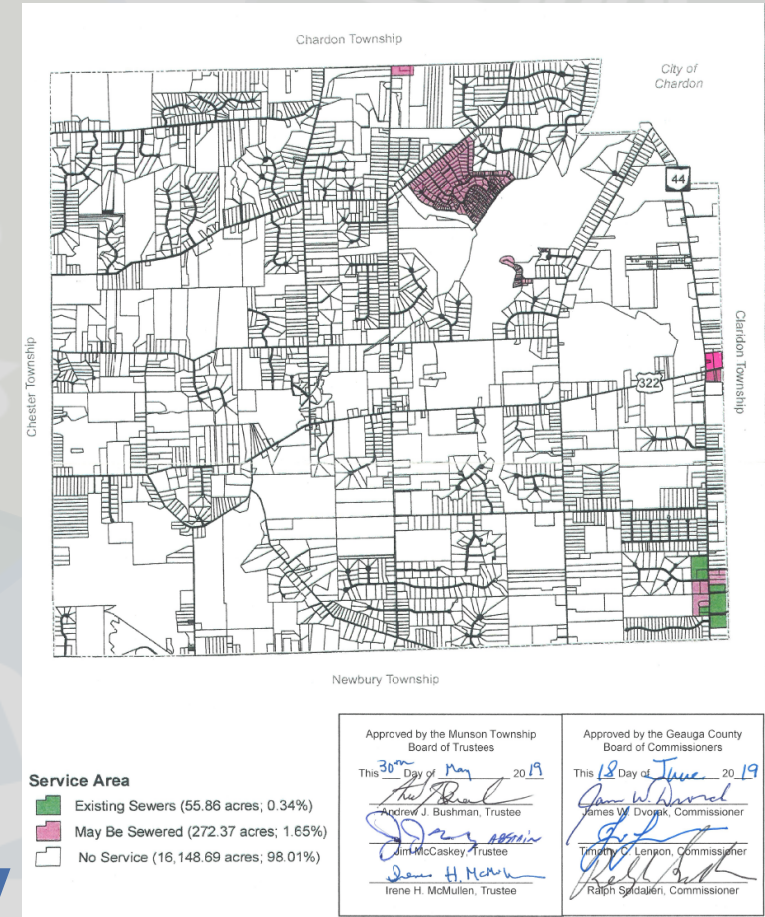 Chardon Township
City of
Chardon
44
Chester Township
Claridon Township
322
Newbury Township
Service Area
Existing Sewers (55.86 acres; 0.34%)
May Be Sewered (272.37 acres; 1.65%)
No Service (16,148.69 acres; 98.01%)
Approved by the Munson Township
Board of Trustees
This 30th Day of May 2019
Andrew J. Bushman, Trustee
ABSTAIN
Jim McCaskey, Trustee
Irene H. McMullen
Irene H. McMullen, Trustee
Approved by the Geauga County
Board of Commissioners
This 18 Day of June 2019
James W. Dvorak
James W. Dvorak, Commissioner
Timothy C. Lennon, Commissioner
Ralph Spidalieri, Commissioner